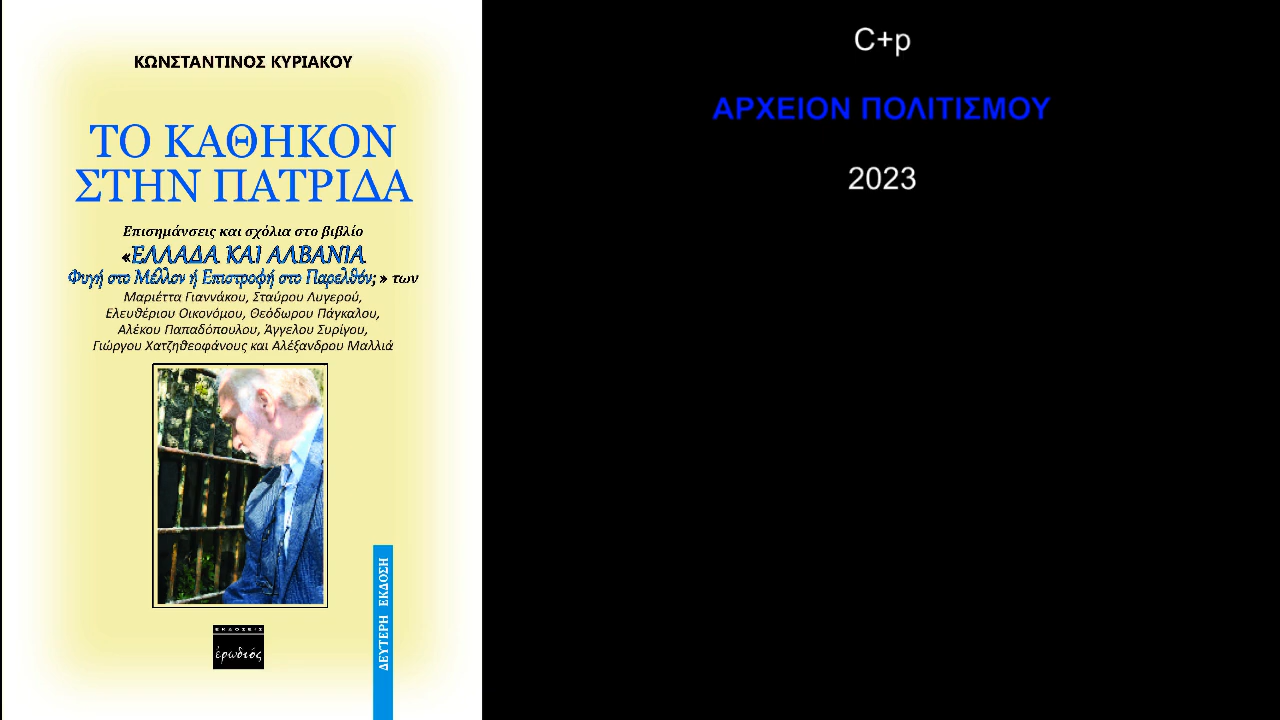 ΚΩΝΣΤΑΝΤΙΝΟΣ ΚΥΡΙΑΚΟΥ
ΤΟ ΚΑΘΗΚΟΝ
ΣΤΗΝ ΠΑΤΡΙΔΑ
Επισημάνσεις και σχόλια στο βιβλίο
«ΕΛΛΑΔΑ ΚΑΙ ΑΛΒΑΝΙΑ
Φυγή στο Μέλλον ή Επιστροφή στο Παρελθόν; » των
Μαριέττα Γιαννάκου, Σταύρου Λυγερού,
Ελευθέριου Οικονόμου, Θεόδωρου Πάγκαλου,
Αλέκου Παπαδόπουλου, Άγγελου Συρίγου,
Γιώργου Χατζηθεοφάνους και Αλέξανδρου Μαλλιά
ΔΕΥΤΕΡΗ ΕΚΔΟΣΗ
ΕΚΔΟΣΕΙΣ
ἐρωδιός
C+p
ΑΡΧΕΙΟΝ ΠΟΛΙΤΙΣΜΟΥ
2023